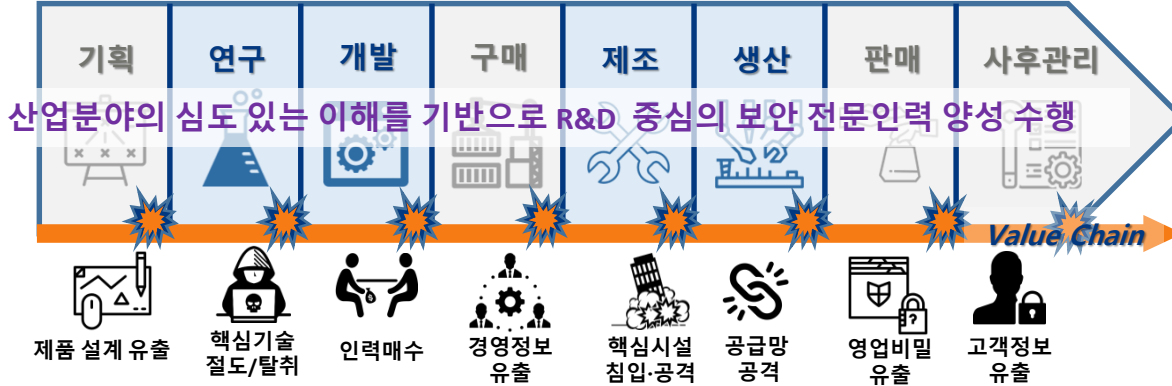 기획 연구 개발 구매 제조 생산 판매 사후관리
산업분야의 심도 있는 이해를 기반으로 R&D 중심의 보안 전문인력 양성 수행
Value Chain
제품 설계 유출
핵심기술
절도/탈취
인력매수
경영정보
유출
핵심시설
침입·공격
공급망
공격
영업비밀
유출
고객정보
유출